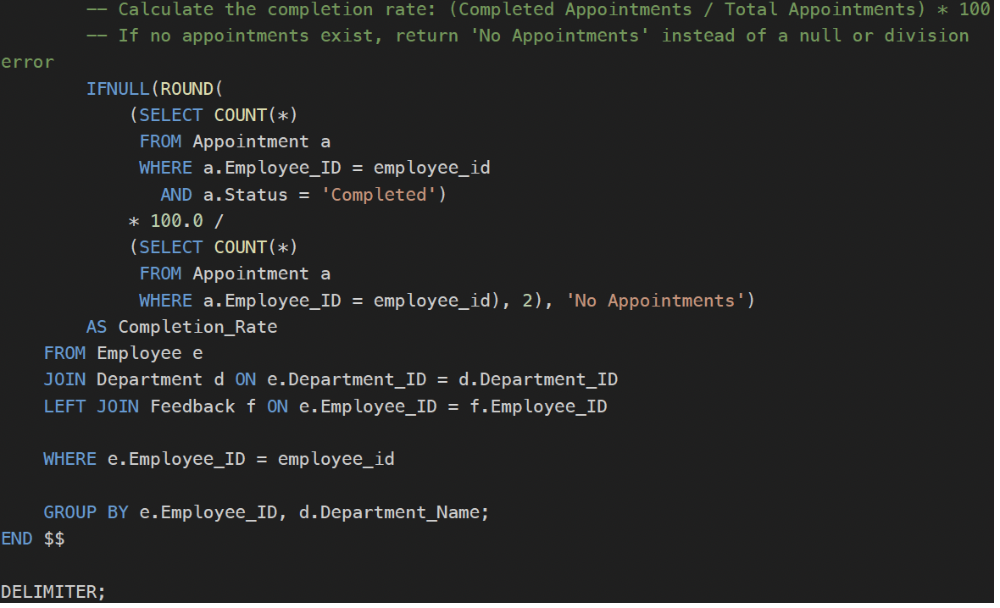 -- Calculate the completion rate: (Completed Appointments / Total Appointments) * 100
-- If no appointments exist, return 'No Appointments' instead of a null or division
error
IFNULL(ROUND(
(SELECT COUNT(*)
FROM Appointment a
WHERE a.Employee_ID = employee_id
AND a.Status = 'Completed')
* 100.0 /
(SELECT COUNT(*)
FROM Appointment a
WHERE a.Employee_ID = employee_id), 2), 'No Appointments')
AS Completion_Rate
FROM Employee e
JOIN Department d ON e.Department_ID = d.Department_ID
LEFT JOIN Feedback f ON e.Employee_ID = f.Employee_ID
WHERE e.Employee_ID = employee_id
GROUP BY e.Employee_ID, d.Department_Name;
END $$
DELIMITER;